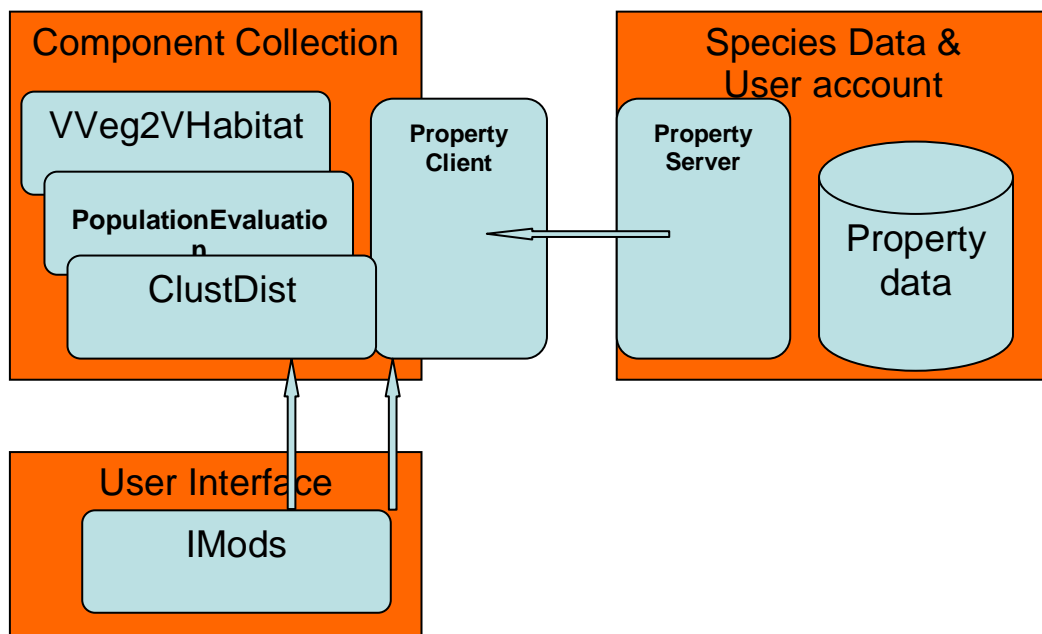 Component Collection
VVeg2VHabitat
PopulationEvaluatio
n
ClustDist
Property
Client
Species Data &
User account
Property
Server
Property
data
User Interface
IMods